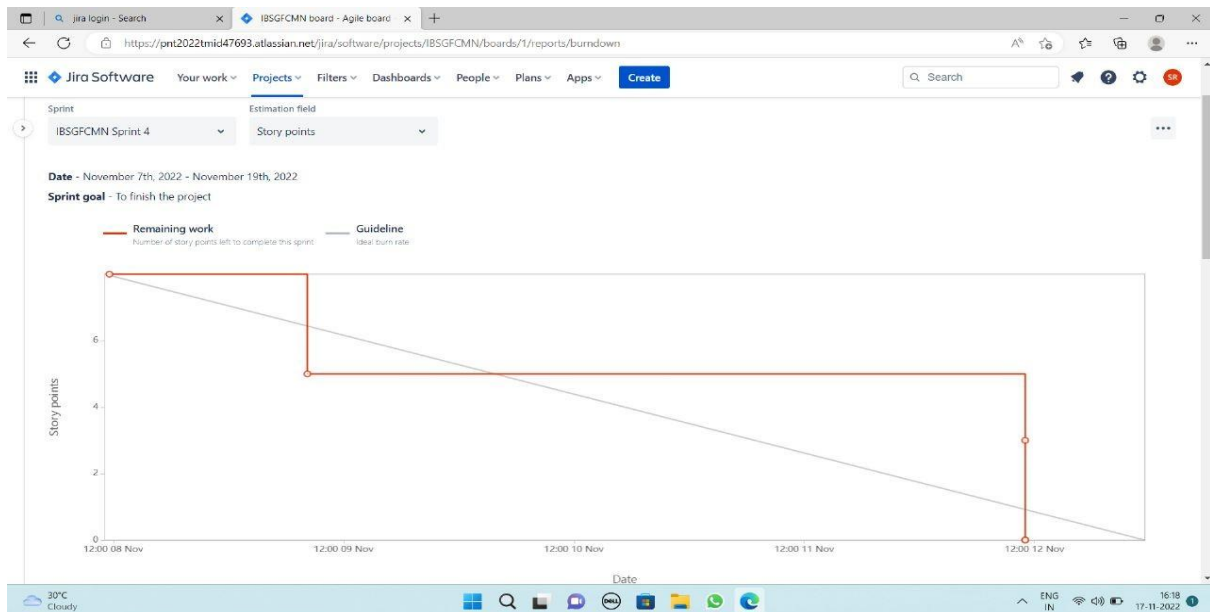 jira login - Search
IBSGFCMN board - Agile board
https://pnt2022tmid47693.atlassian.net/jira/software/projects/IBSGFCMN/boards/1/reports/burndown
Jira Software Your work Projects Filters Dashboards People Plans Apps Create Search SR
Sprint Estimation field
IBSGFCMN Sprint 4 Story points
Date - November 7th, 2022 - November 19th, 2022
Sprint goal - To finish the project
Remaining work Guideline
Number of story points left to complete this sprint Ideal burn rate
6
4
2
0
Story points
12:00 08 Nov 12:00 09 Nov 12:00 10 Nov 12:00 11 Nov 12:00 12 Nov
Date
30°C
Cloudy
DELL
ENG
IN
16:18
17-11-2022
1